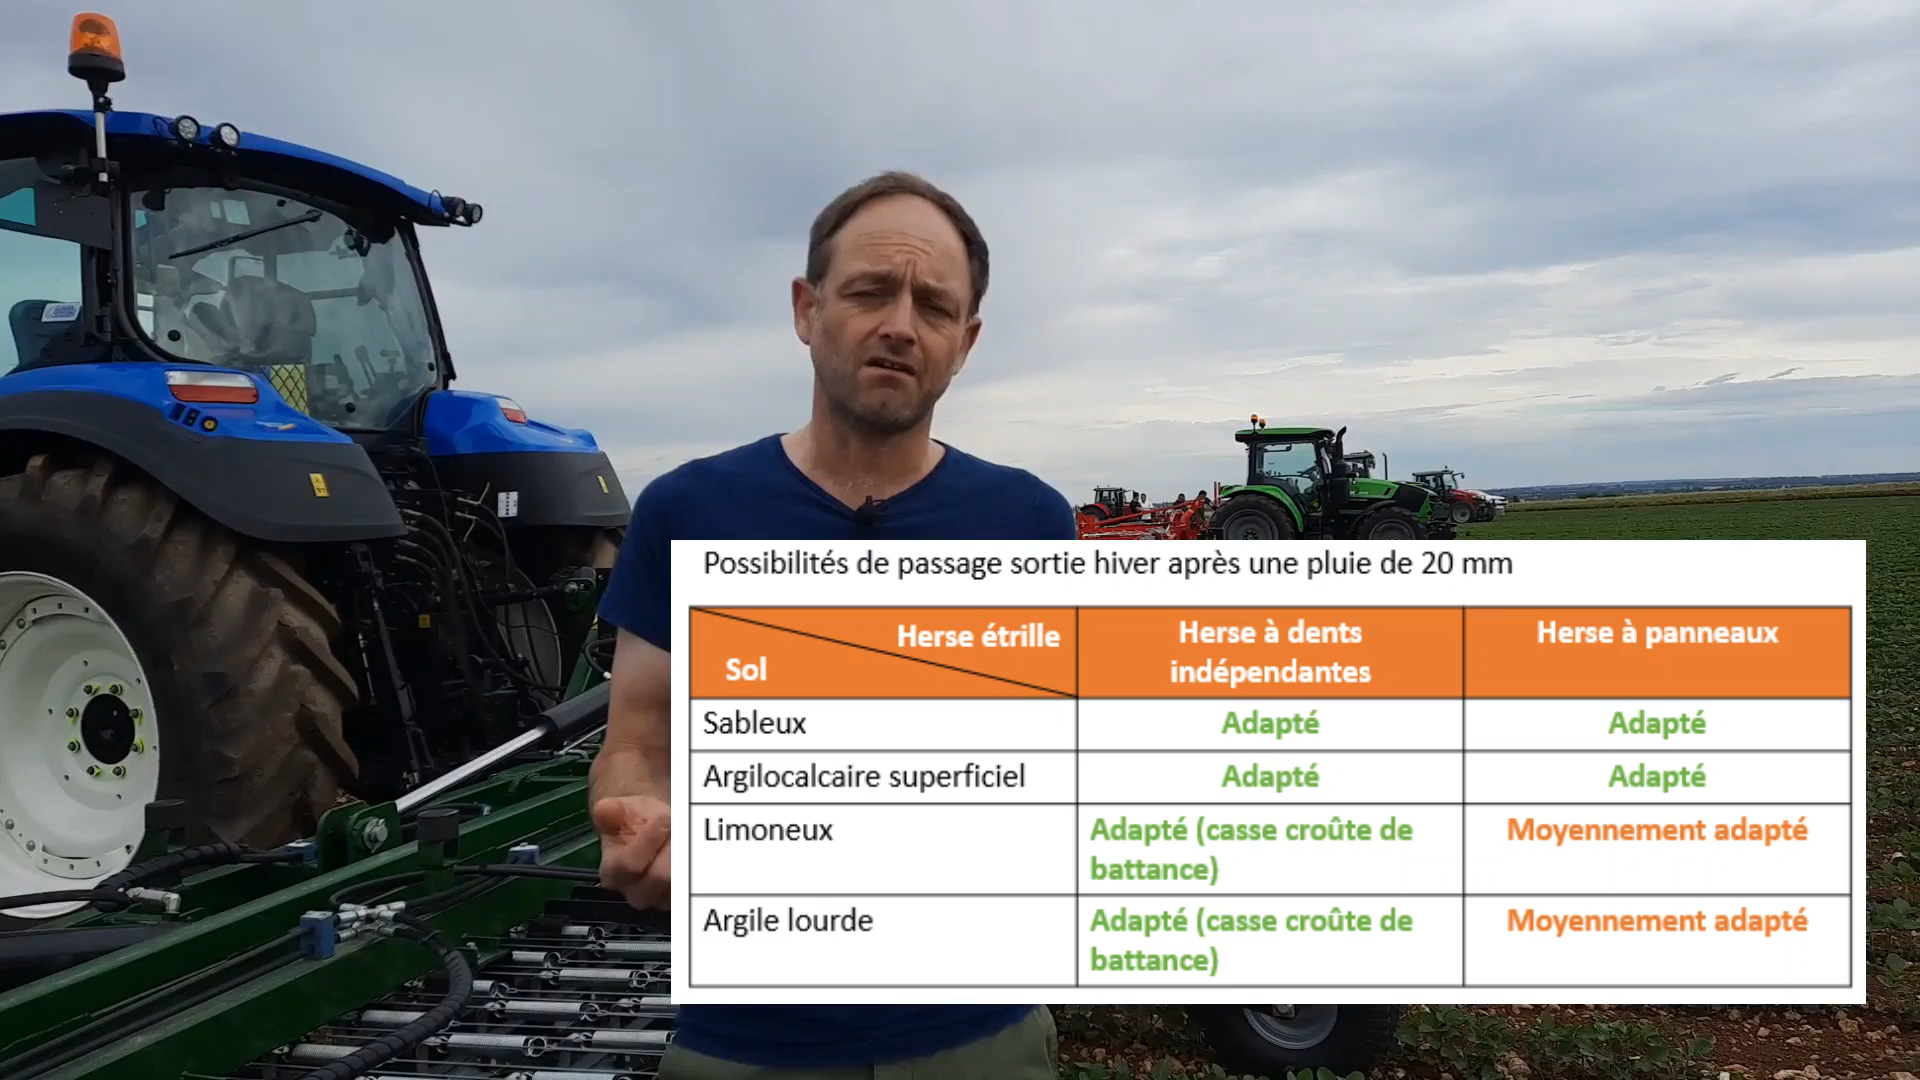 Possibilités de passage sortie hiver après une pluie de 20 mm
Herse étrille
Sol
Herse à dents
indépendantes
Herse à panneaux
Sableux
Adapté
Adapté
Argilocalcaire superficiel
Adapté
Adapté
Limoneux
Adapté (casse croûte de
battance)
Moyennement adapté
Argile lourde
Adapté (casse croûte de
battance)
Moyennement adapté